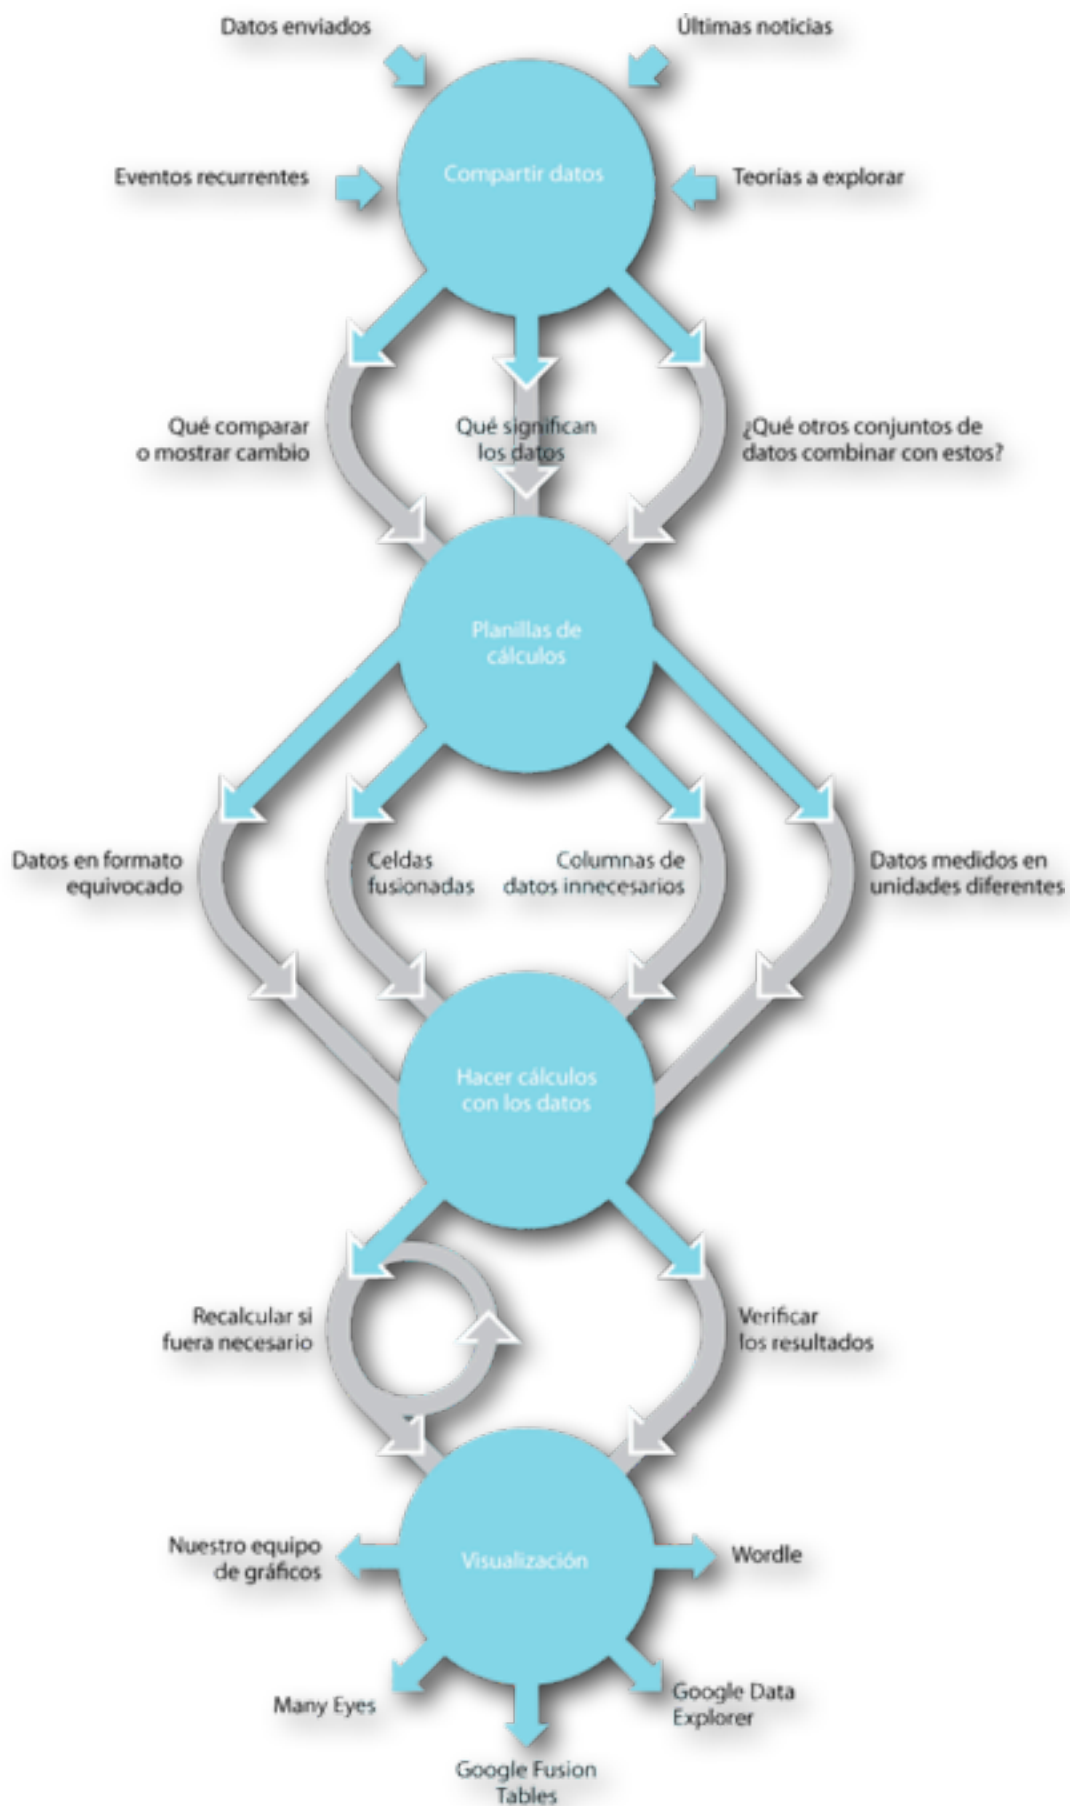 Datos enviados
Últimas noticias
Compartir datos
Eventos recurrentes
Teorías a explorar
Qué comparar
o mostrar cambio
Qué significan
los datos
¿Qué otros conjuntos de
datos combinar con estos?
Planillas de
cálculos
Datos en formato
equivocado
Celdas
fusionadas
Columnas de
datos innecesarios
Datos medidos en
unidades diferentes
Hacer cálculos
con los datos
Recalcular si
fuera necesario
Verificar
los resultados
Nuestro equipo
de gráficos
Visualización
Wordle
Many Eyes
Google Data
Explorer
Google Fusion
Tables